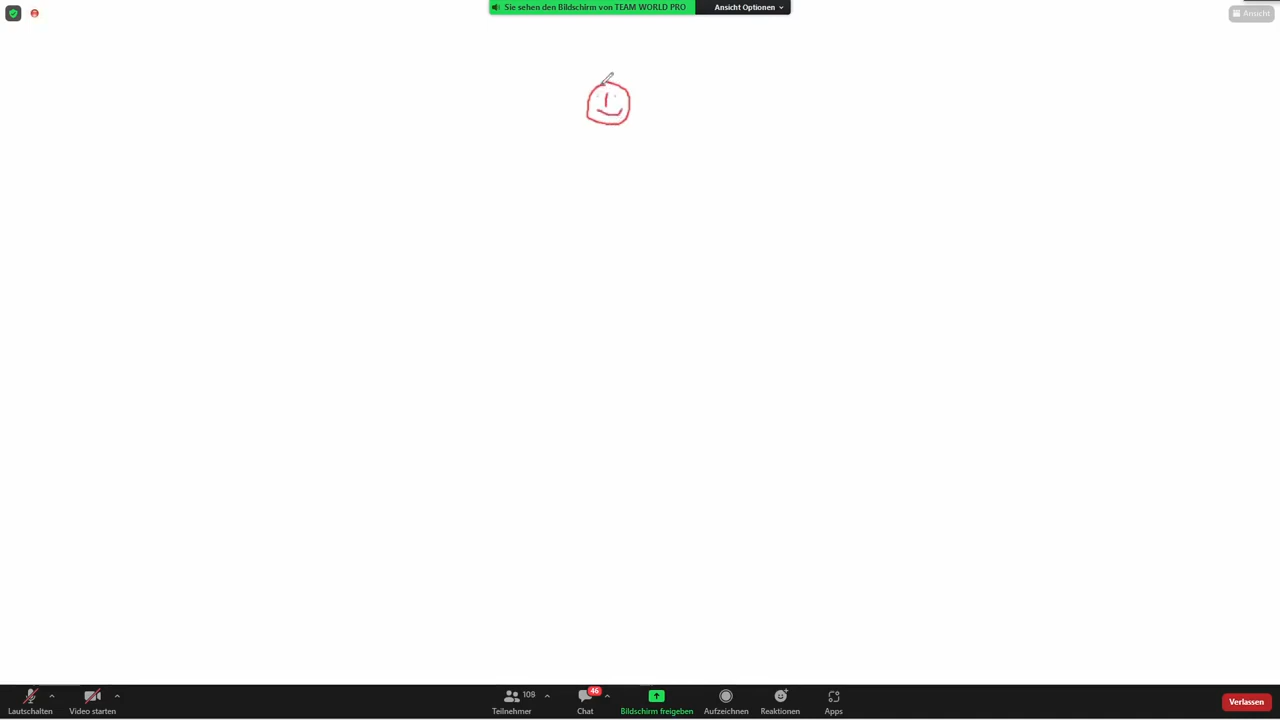 Sie sehen den Bildschirm von TEAM WORLD PRO
Ansicht Optionen
Ansicht
Lautschalten
Video starten
108
Teilnehmer
46
Chat
Bildschirm freigeben
Aufzeichnen
Reaktionen
Apps
Verlassen